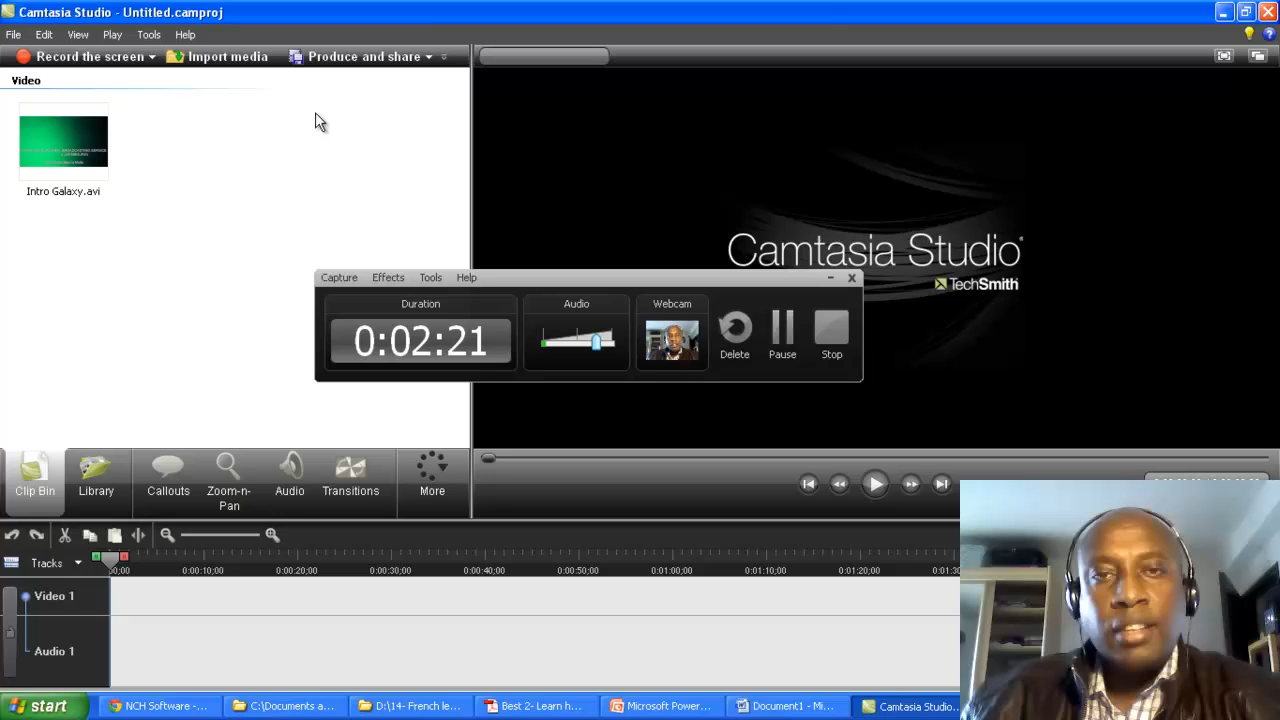 Camtasia Studio - Untitled.camproj
File Edit View Play Tools Help
Record the screen Import media Produce and share
Video
Intro Galaxy.avi
Camtasia Studio
TechSmith
Capture Effects Tools Help
Duration Audio Webcam
0:02:21
Delete Pause Stop
Clip Bin Library Callouts Zoom-n-Pan Audio Transitions More
Tracks
0:00:10;00 0:00:20;00 0:00:30;00 0:00:40;00 0:00:50;00 0:01:00;00 0:01:10;00 0:01:20;00
Video 1
Audio 1
start NCH Software -... C:\Documents a... D:\14- French le... Best 2- Learn h... Microsoft Power... Document1 - Mi... Camtasia Studio...